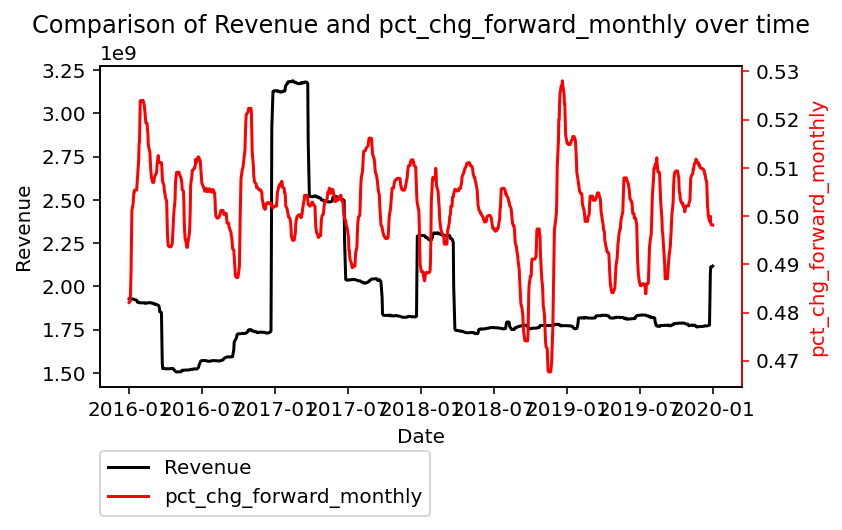 Comparison of Revenue and pct_chg_forward_monthly over time
1e9
3.25
3.00
2.75
2.50
2.25
2.00
1.75
1.50
Revenue
0.53
0.52
0.51
0.50
0.49
0.48
0.47
pct_chg_forward_monthly
2016-01 2016-07 2017-01 2017-07 2018-01 2018-07 2019-01 2019-07 2020-01
Date
Revenue
pct_chg_forward_monthly